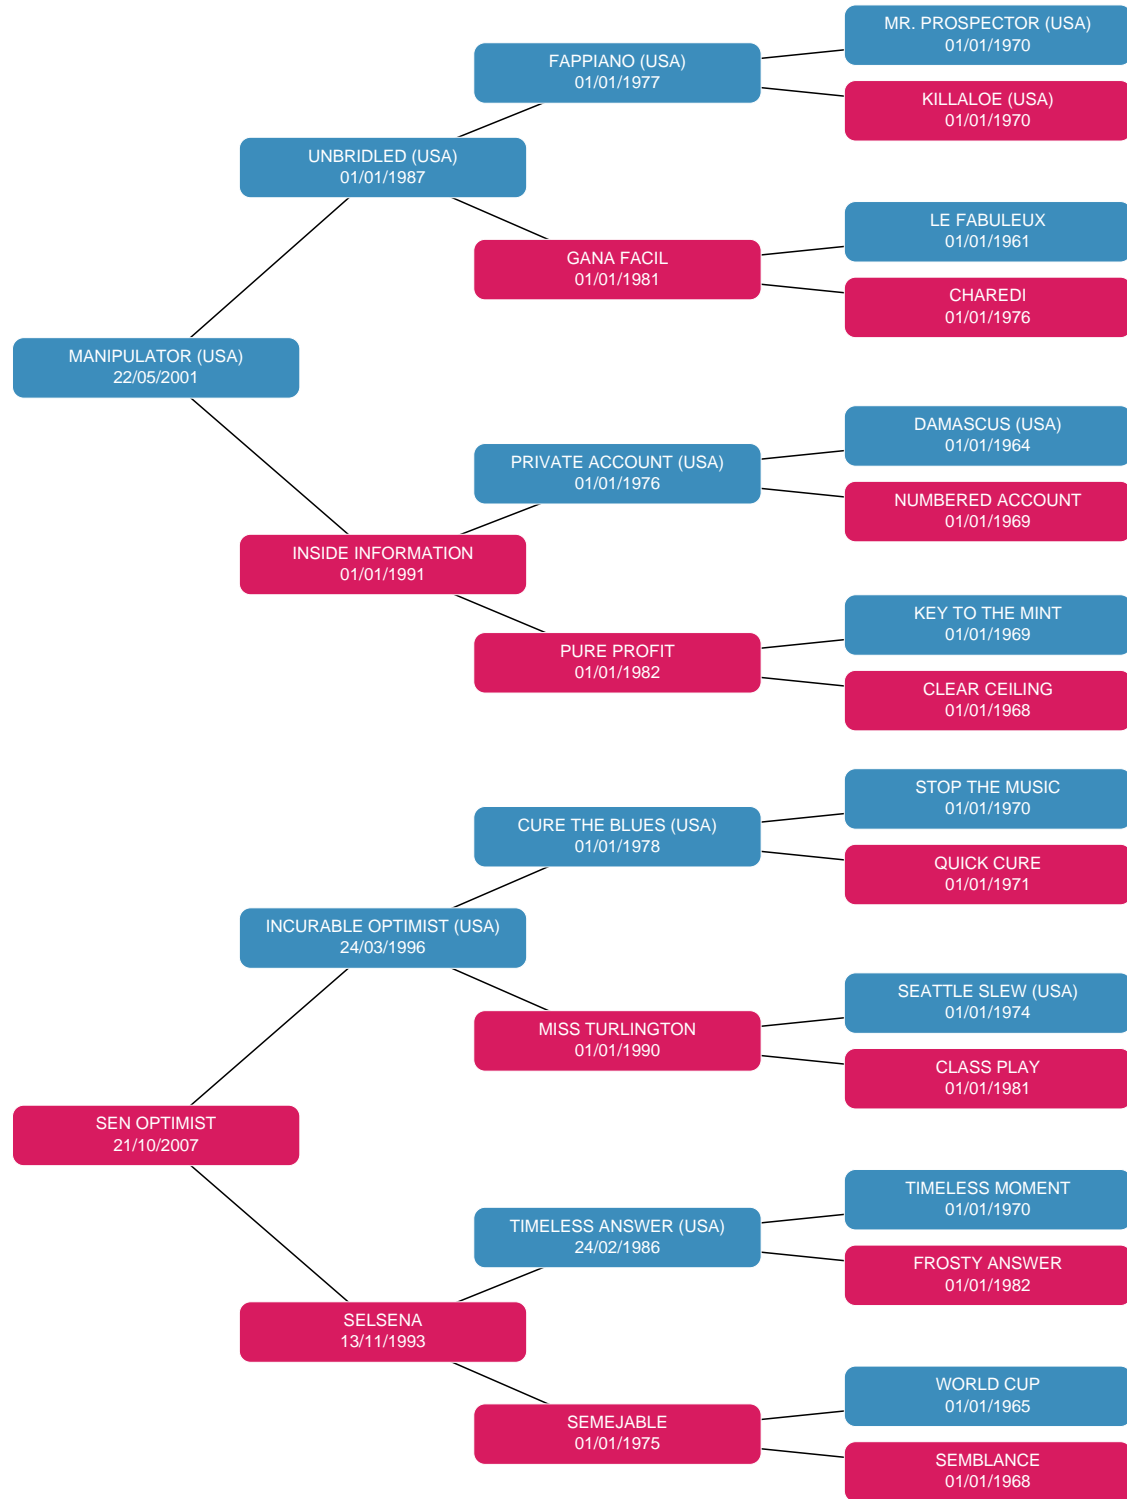 MR. PROSPECTOR (USA)
01/01/1970
FAPPIANO (USA)
01/01/1977
KILLALOE (USA)
01/01/1970
UNBRIDLED (USA)
01/01/1987
LE FABULEUX
01/01/1961
GANA FACIL
01/01/1981
CHAREDI
01/01/1976
MANIPULATOR (USA)
22/05/2001
DAMASCUS (USA)
01/01/1964
PRIVATE ACCOUNT (USA)
01/01/1976
NUMBERED ACCOUNT
01/01/1969
INSIDE INFORMATION
01/01/1991
KEY TO THE MINT
01/01/1969
PURE PROFIT
01/01/1982
CLEAR CEILING
01/01/1968
STOP THE MUSIC
01/01/1970
CURE THE BLUES (USA)
01/01/1978
QUICK CURE
01/01/1971
INCURABLE OPTIMIST (USA)
24/03/1996
SEATTLE SLEW (USA)
01/01/1974
MISS TURLINGTON
01/01/1990
CLASS PLAY
01/01/1981
SEN OPTIMIST
21/10/2007
TIMELESS MOMENT
01/01/1970
TIMELESS ANSWER (USA)
24/02/1986
FROSTY ANSWER
01/01/1982
SELSENA
13/11/1993
WORLD CUP
01/01/1965
SEMEJABLE
01/01/1975
SEMBLANCE
01/01/1968